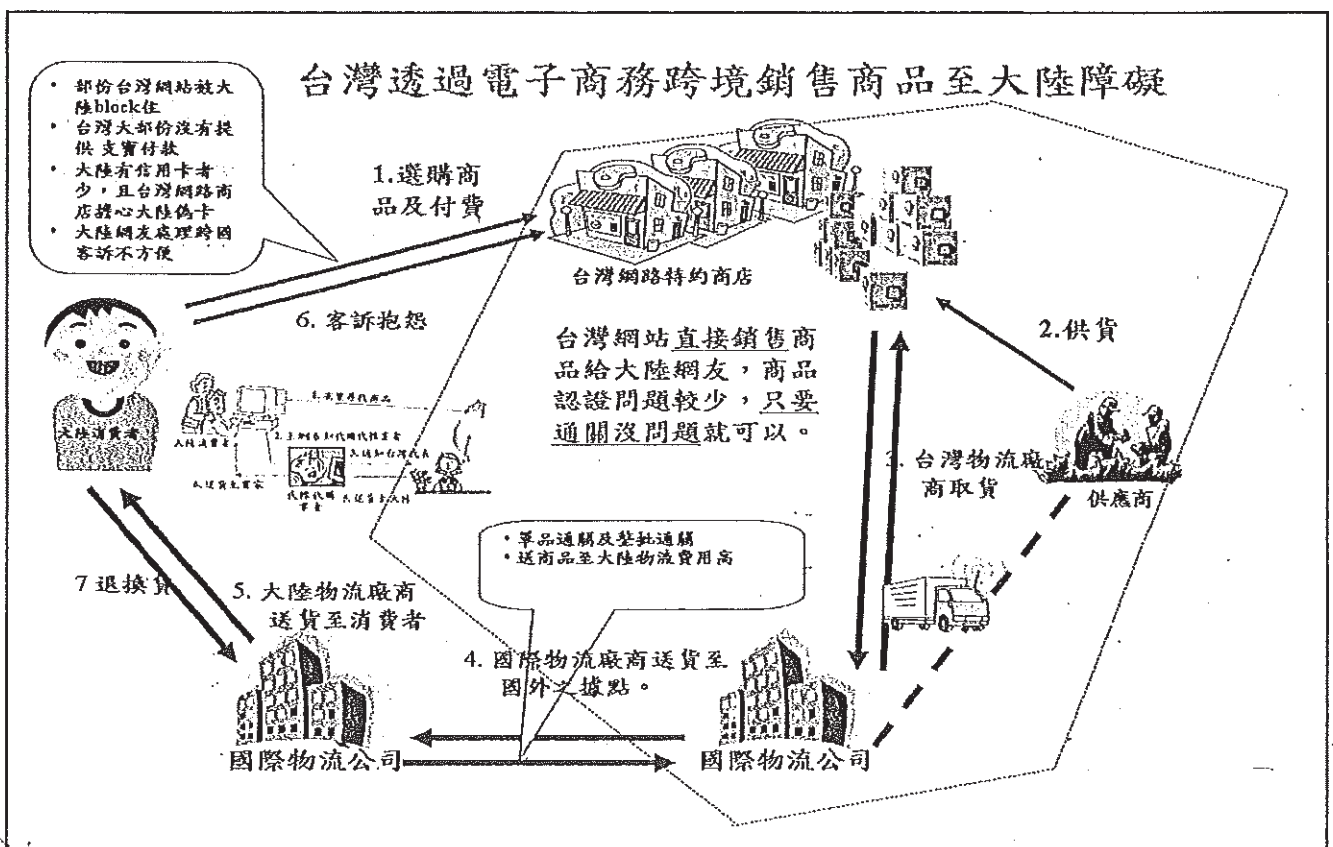 台灣透過電子商務跨境銷售商品至大陸障礙
• 部份台灣網站被大
陸block住
• 台灣大部份沒有提
供 支寶付款
• 大陸有信用卡者
少，且台灣網路商
店擔心大陸偽卡
• 大陸網友處理跨國
客訴不方便
1.選購商
品及付費
台灣網路特約商店
6. 客訴抱怨
2.供貨
台灣網站直接銷售商
品給大陸網友，商品
認證問題較少，只要
通關沒問題就可以。
大陸消費者
大陸消費者
3. 台灣物流廠
商取貨
供應商
• 單品通關及整批通關
• 送商品至大陸物流費用高
7 退換貨
5. 大陸物流廠商
送貨至消費者
4. 國際物流廠商送貨至
國外之據點。
國際物流公司
國際物流公司